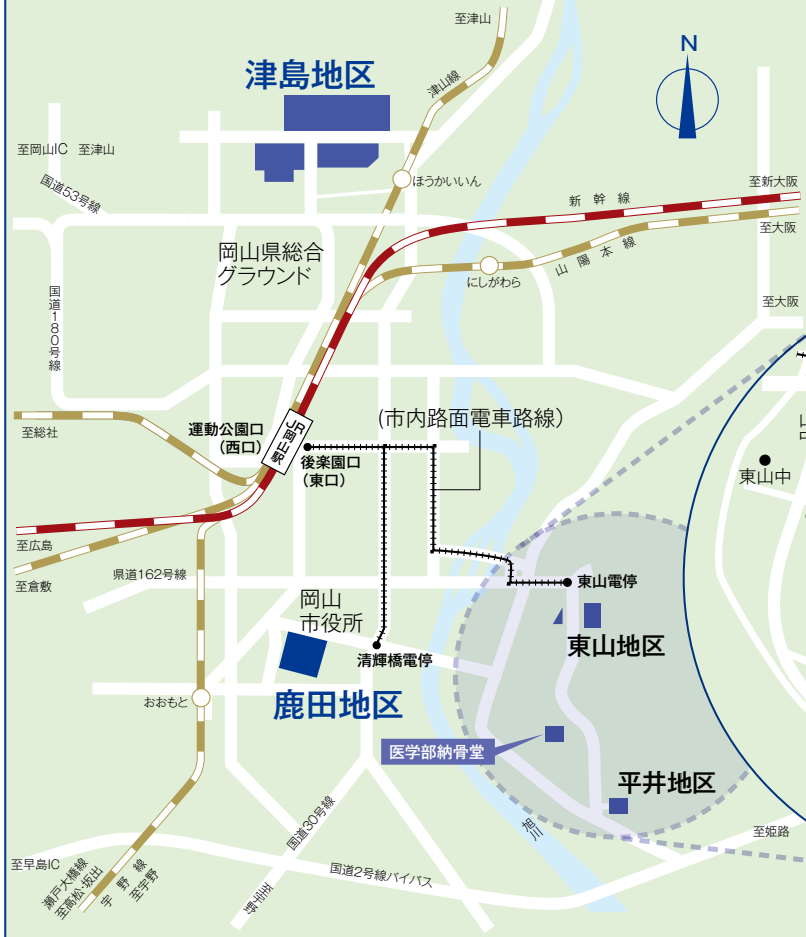 至津山
津島地区
N
津山線
至岡山IC 至津山
国道53号線
ほうかいいん
新幹線
至新大阪
至大阪
岡山県総合
グラウンド
山陽本線
にしがわら
国道180号線
至大阪
(市内路面電車路線)
至総社
運動公園口
(西口)
JR岡山駅
後楽園口
(東口)
東山中
至広島
至倉敷
県道162号線
東山電停
岡山
市役所
清輝橋電停
東山地区
鹿田地区
おおもと
医学部納骨堂
平井地区
国道30号線
旭川
至姫路
至早島IC
瀬戸大橋線
至高松・坂出
宇野線
至宇野
至宇野
国道2号線バイパス